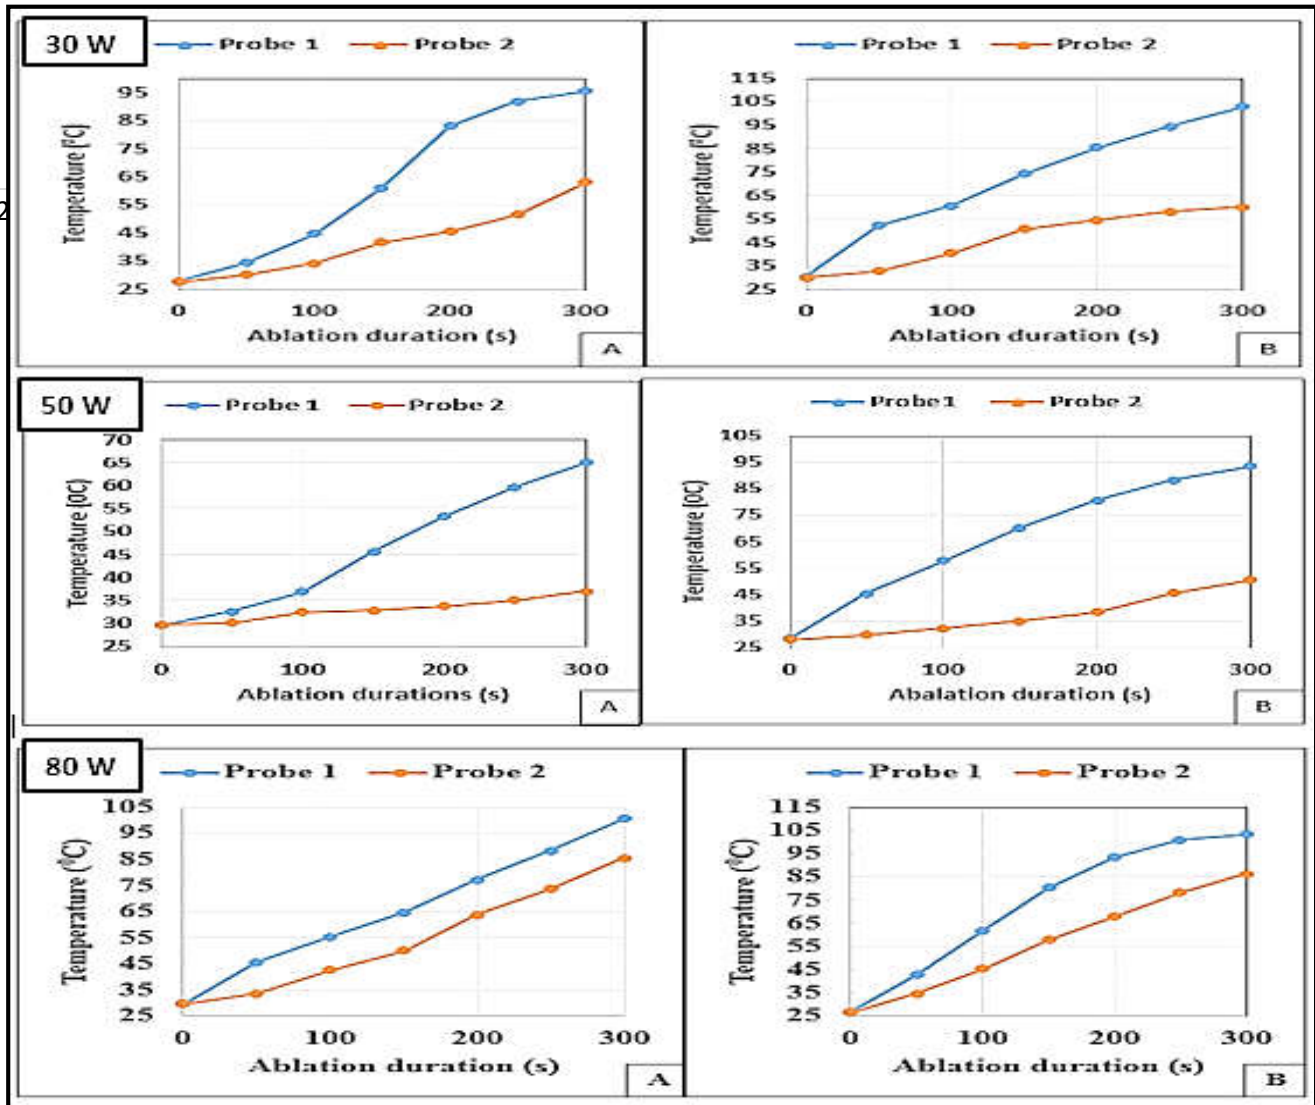 30 W
Probe 1 Probe 2
Temperature (⁰C)
95
85
75
65
55
45
35
25
0 100 200 300
Ablation duration (s)
A
Probe 1 Probe 2
Temperature (⁰C)
115
105
95
85
75
65
55
45
35
25
0 100 200 300
Ablation duration (s)
B
2
50 W
Probe 1 Probe 2
Temperature (0C)
70
65
60
55
50
45
40
35
30
25
0 100 200 300
Ablation durations (s)
A
Probe1 Probe 2
Temperature (0C)
105
95
85
75
65
55
45
35
25
0 100 200 300
Abalation duration (s)
B
80 W
Probe 1 Probe 2
Temperature (⁰C)
105
95
85
75
65
55
45
35
25
0 100 200 300
Ablation duration (s)
A
Probe 1 Probe 2
Temperature (⁰C)
115
105
95
85
75
65
55
45
35
25
0 100 200 300
Ablation duration (s)
B